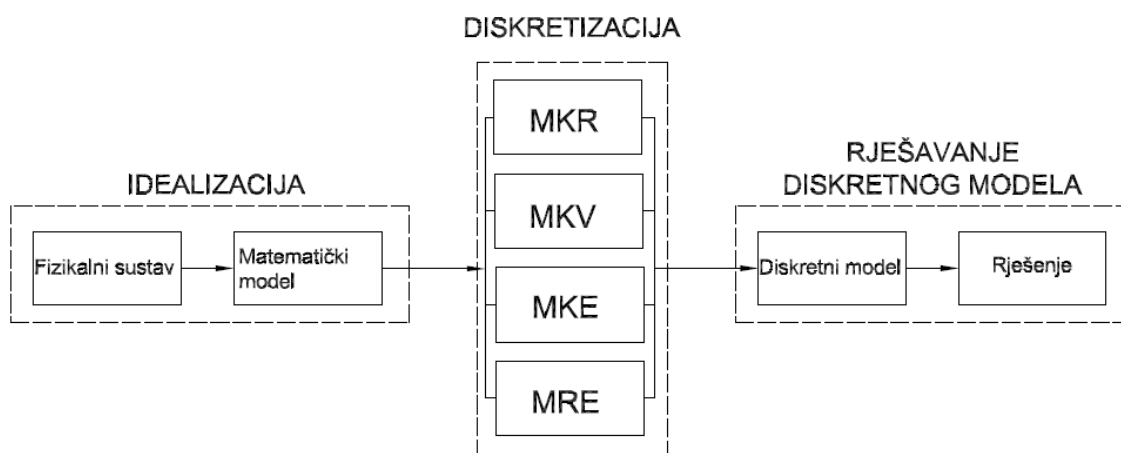 DISKRETIZACIJA
IDEALIZACIJA
Fizikalni sustav
Matematički
model
MKR
MKV
MKE
MRE
RJEŠAVANJE
DISKRETNOG MODELA
Diskretni model
Rješenje